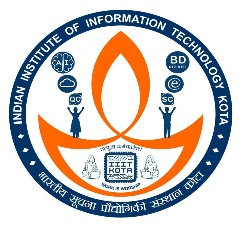 INDIAN INSTITUTE OF INFORMATION TECHNOLOGY KOTA
AI
BD
QC
SC
IIIT
KOTA
भारतीय सूचना प्रौद्योगिकी संस्थान कोटा